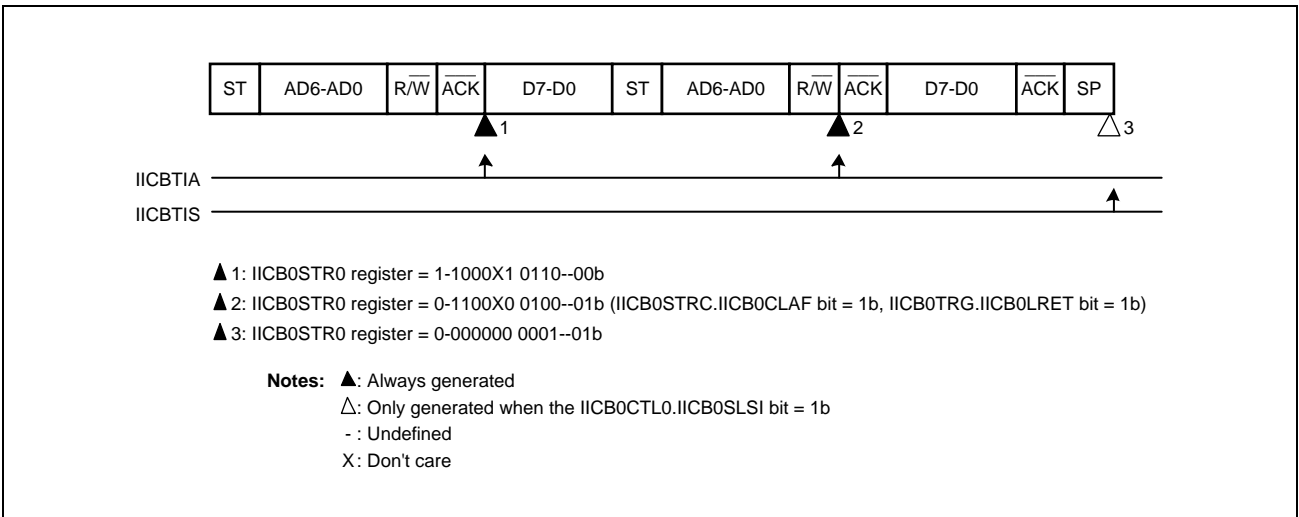 ST AD6-AD0 R/W ACK D7-D0 ST AD6-AD0 R/W ACK D7-D0 ACK SP
▲1 ▲2 △3
IICBTIA
IICBTIS
▲1: IICB0STR0 register = 1-1000X1 0110--00b
▲2: IICB0STR0 register = 0-1100X0 0100--01b (IICB0STRC.IICB0CLAF bit = 1b, IICB0TRG.IICB0LRET bit = 1b)
▲3: IICB0STR0 register = 0-000000 0001--01b
Notes: ▲: Always generated
△: Only generated when the IICB0CTL0.IICB0SLSI bit = 1b
- : Undefined
X: Don't care